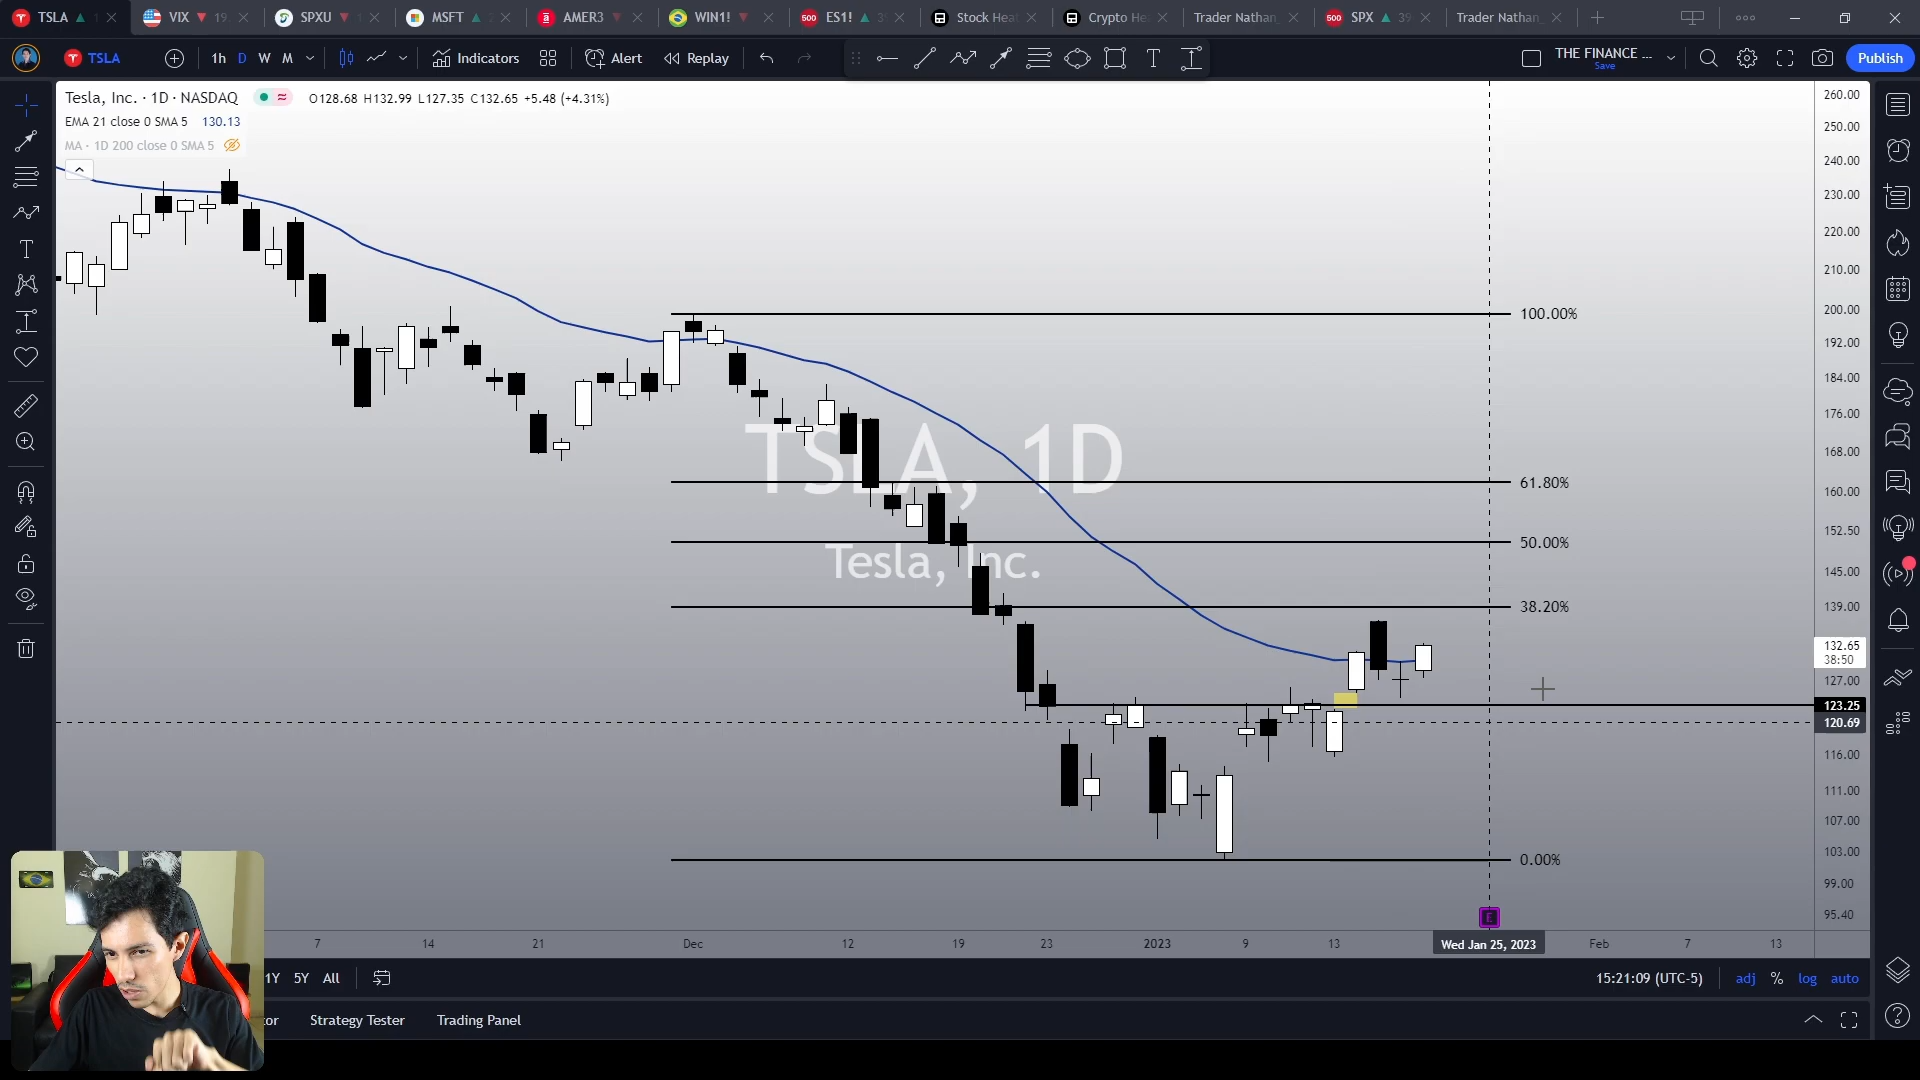 TSLA
VIX 19
SPXU
MSFT
AMER3
WIN1!
ES1! 39
Stock Hea
Crypto He
Trader Nathan_
SPX 39
Trader Nathan_
TSLA
1h
D
W
M
Indicators
Alert
Replay
THE FINANCE ...
Save
Publish
Tesla, Inc. · 1D · NASDAQ
O128.68 H132.99 L127.35 C132.65 +5.48 (+4.31%)
EMA 21 close 0 SMA 5 130.13
MA · 1D 200 close 0 SMA 5
TSLA, 1D
Tesla, Inc.
100.00%
61.80%
50.00%
38.20%
0.00%
260.00
250.00
240.00
230.00
220.00
210.00
200.00
192.00
184.00
176.00
168.00
160.00
152.50
145.00
139.00
132.65
38:50
127.00
123.25
120.69
116.00
111.00
107.00
103.00
99.00
95.40
E
7
14
21
Dec
12
19
23
2023
9
13
Wed Jan 25, 2023
Feb
7
13
1Y
5Y
All
15:21:09 (UTC-5)
adj
%
log
auto
tor
Strategy Tester
Trading Panel